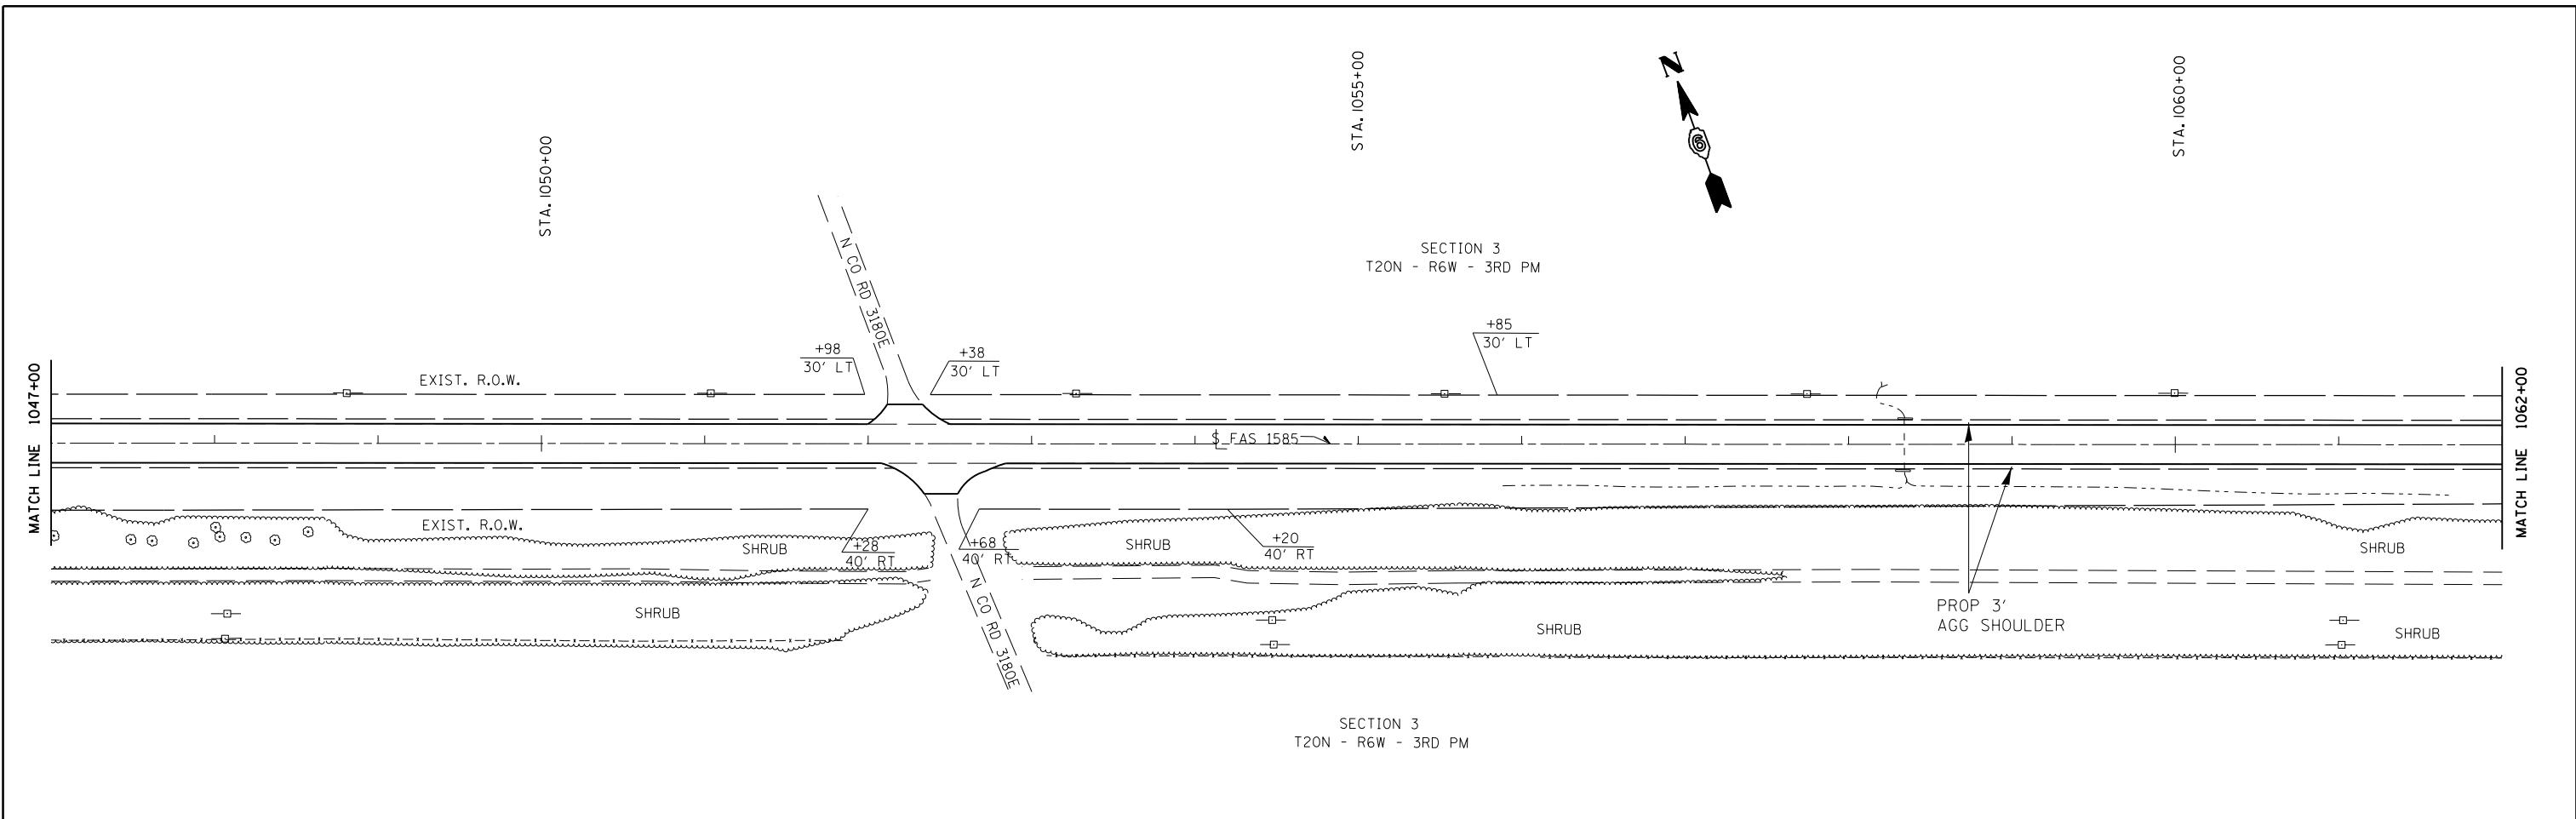 STA. 1050+00
STA. 1055+00
STA. 1060+00
N
6
SECTION 3
T20N - R6W - 3RD PM
N CO RD 3180E
+98
30' LT
+38
30' LT
+85
30' LT
MATCH LINE 1047+00
MATCH LINE 1062+00
EXIST. R.O.W.
FAS 1585
EXIST. R.O.W.
SHRUB
+28
40' RT
+68
40' RT
SHRUB
+20
40' RT
SHRUB
N CO RD 3180E
SHRUB
SHRUB
PROP 3'
AGG SHOULDER
SHRUB
SECTION 3
T20N - R6W - 3RD PM